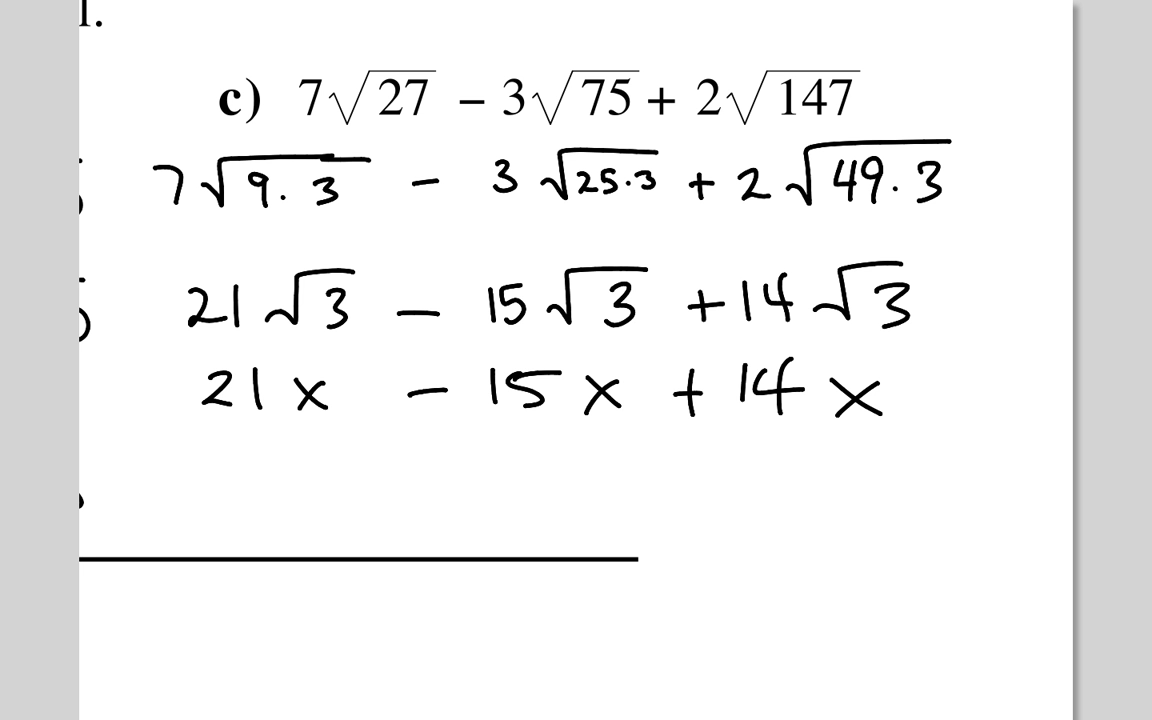 1.
c) 7√27 − 3√75 + 2√147
7√9.3 − 3√25·3 + 2√49.3
21√3 − 15√3 + 14√3
21x − 15x + 14x